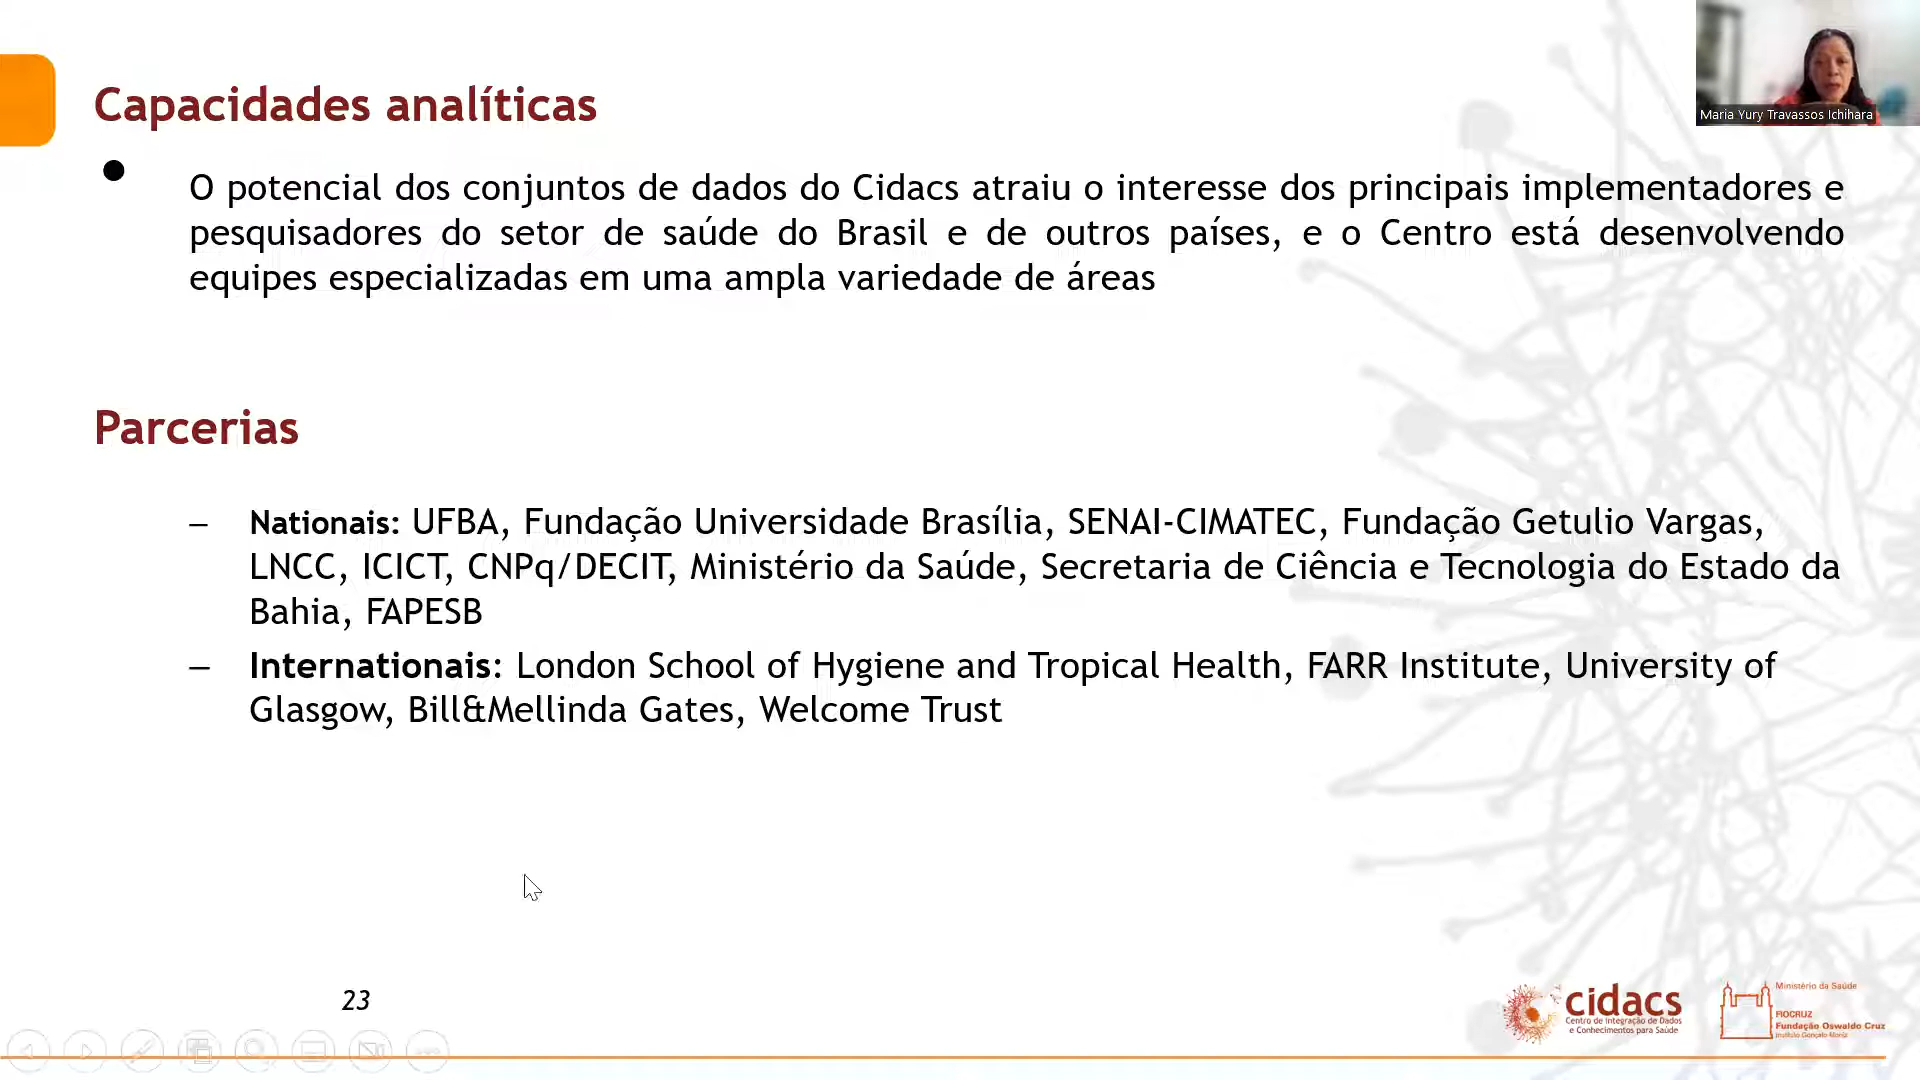 Capacidades analíticas
Maria Yury Travassos Ichihara
● O potencial dos conjuntos de dados do Cidacs atraiu o interesse dos principais implementadores e
pesquisadores do setor de saúde do Brasil e de outros países, e o Centro está desenvolvendo
equipes especializadas em uma ampla variedade de áreas
Parcerias
– Nationais: UFBA, Fundação Universidade Brasília, SENAI-CIMATEC, Fundação Getulio Vargas,
LNCC, ICICT, CNPq/DECIT, Ministério da Saúde, Secretaria de Ciência e Tecnologia do Estado da
Bahia, FAPESB
– Internationais: London School of Hygiene and Tropical Health, FARR Institute, University of
Glasgow, Bill&Mellinda Gates, Welcome Trust
23
cidacs
Centro de Integração de Dados
e Conhecimentos para Saúde
Ministério da Saúde
FIOCRUZ
Fundação Oswaldo Cruz
Instituto Gonçalo Moniz